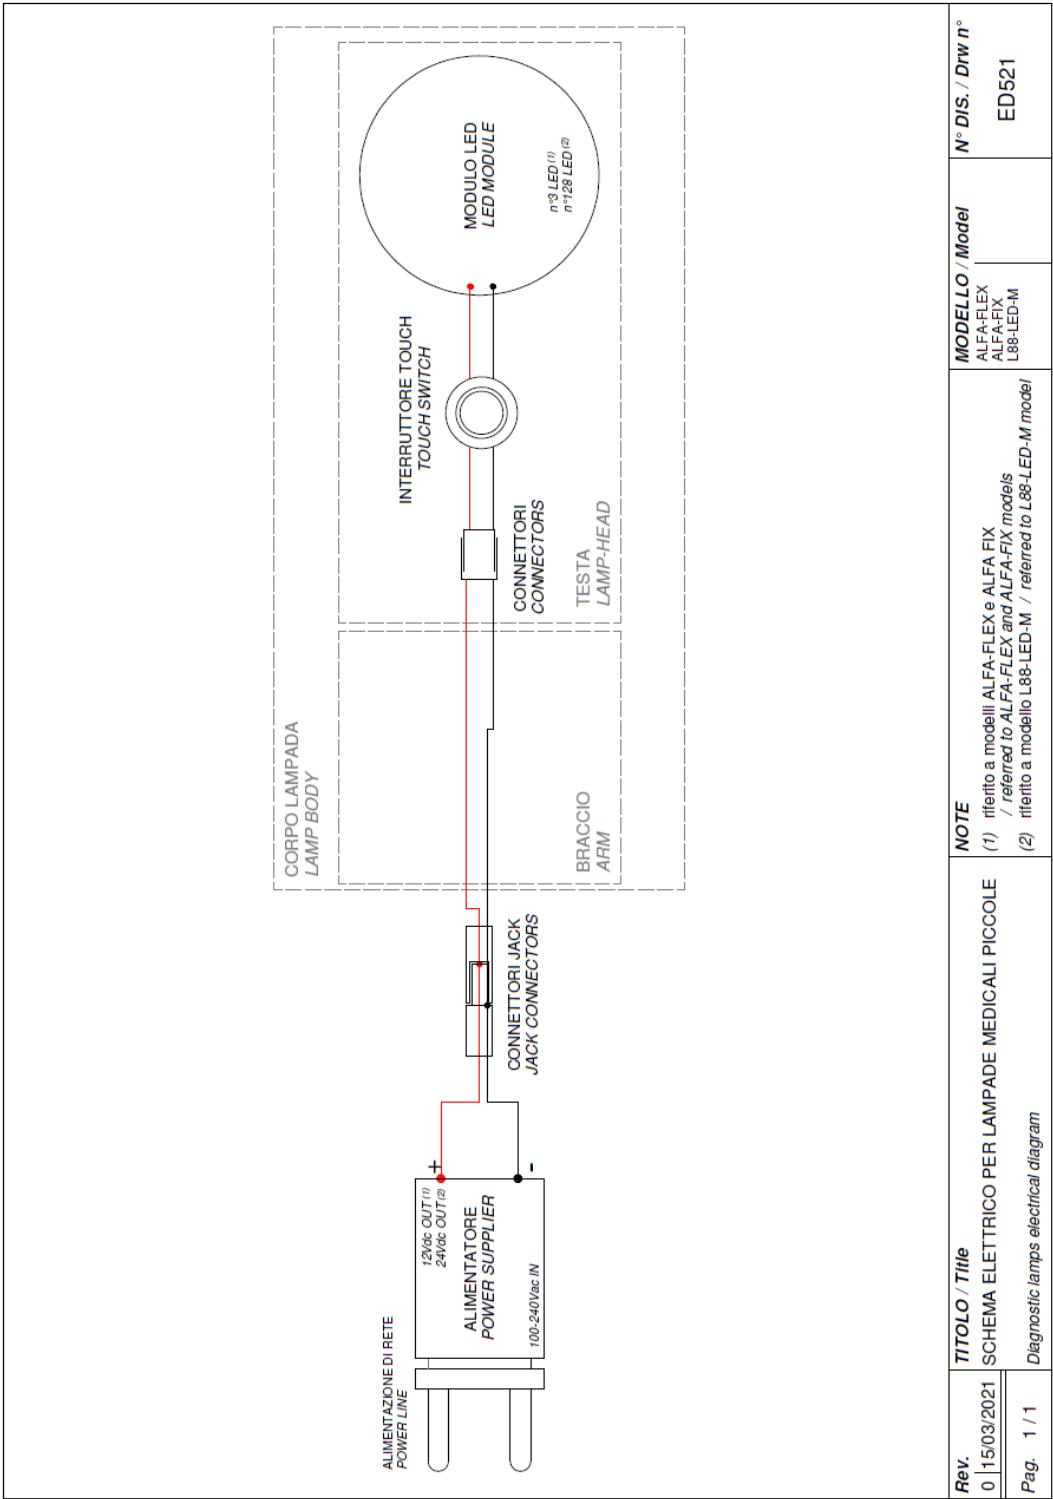 ALIMENTAZIONE DI RETE
POWER LINE
12Vdc OUT (1)
24Vdc OUT (2)
ALIMENTATORE
POWER SUPPLIER
100-240Vac IN
+
-
CONNETTORI JACK
JACK CONNECTORS
CORPO LAMPADA
LAMP BODY
BRACCIO
ARM
TESTA
LAMP-HEAD
CONNETTORI
CONNECTORS
INTERRUTTORE TOUCH
TOUCH SWITCH
MODULO LED
LED MODULE
n°3 LED (1)
n°128 LED (2)
Rev.
0 15/03/2021
Pag. 1 / 1
TITOLO / Title
SCHEMA ELETTRICO PER LAMPADE MEDICALI PICCOLE
Diagnostic lamps electrical diagram
NOTE
(1) riferito a modelli ALFA-FLEX e ALFA FIX
/ referred to ALFA-FLEX and ALFA-FIX models
(2) riferito a modello L88-LED-M / referred to L88-LED-M model
MODELLO / Model
ALFA-FLEX
ALFA-FIX
L88-LED-M
N° DIS. / Drw n°
ED521